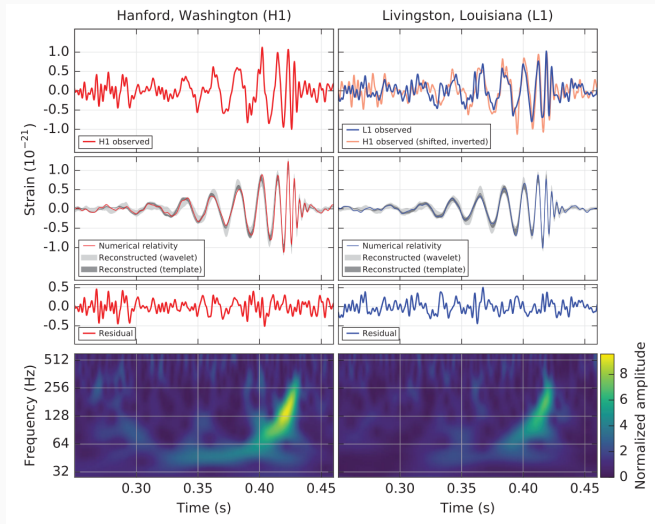 Hanford, Washington (H1)
Livingston, Louisiana (L1)
Strain (10⁻²¹)
1.0
0.5
0.0
-0.5
-1.0
H1 observed
L1 observed
H1 observed (shifted, inverted)
1.0
0.5
0.0
-0.5
-1.0
Numerical relativity
Reconstructed (wavelet)
Reconstructed (template)
Numerical relativity
Reconstructed (wavelet)
Reconstructed (template)
0.5
0.0
-0.5
Residual
Residual
Frequency (Hz)
512
256
128
64
32
0.30
0.35
0.40
0.45
Time (s)
0.30
0.35
0.40
0.45
Time (s)
8
6
4
2
0
Normalized amplitude